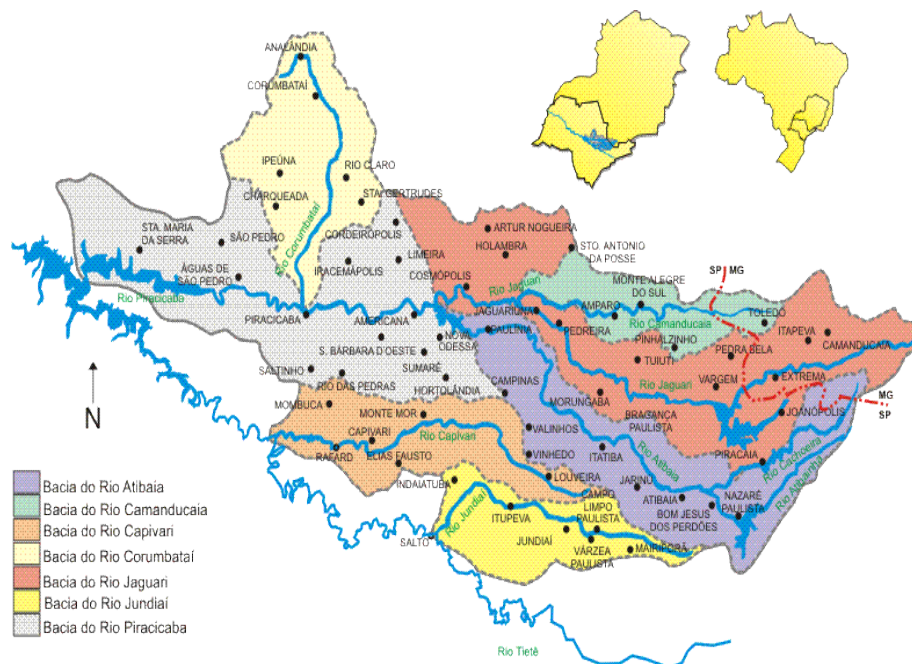 ANALÂNDIA
CORUMBATAÍ
IPEÚNA
RIO CLARO
CHARQUEADA
STA. GERTRUDES
STA. MARIA
DA SERRA
SÃO PEDRO
Rio Corumbataí
CORDEIRÓPOLIS
ARTUR NOGUEIRA
HOLAMBRA
STO. ANTONIO
DA POSSE
SP
MG
LIMEIRA
IRACEMÁPOLIS
COSMÓPOLIS
ÁGUAS DE
SÃO PEDRO
Rio Jaguari
MONTE ALEGRE
DO SUL
Rio Piracicaba
PIRACICABA
AMERICANA
JAGUARIUNA
AMPARO
TOLEDO
PAULÍNIA
PEDREIRA
Rio Camanducaia
ITAPEVA
NOVA
ODESSA
PINHALZINHO
CAMANDUCAIA
S. BÁRBARA D'OESTE
TUIUTI
PEDRA BELA
SALTINHO
SUMARÉ
RIO DAS PEDRAS
HORTOLÂNDIA
CAMPINAS
Rio Jaguari
VARGEM
EXTREMA
MG
SP
N
MOMBUCA
MONTE MOR
MORUNGABA
BRAGANÇA
PAULISTA
JOANÓPOLIS
CAPIVARI
Rio Capivari
VALINHOS
RAFARD
ELIAS FAUSTO
VINHEDO
ITATIBA
Rio Atibaia
PIRACAIA
Rio Cachoeira
Rio Atibainha
INDAIATUBA
LOUVEIRA
JARINÚ
CAMPO
LIMPO
PAULISTA
ATIBAIA
NAZARÉ
PAULISTA
BOM JESUS
DOS PERDÕES
Rio Jundiaí
ITUPEVA
SALTO
JUNDIAÍ
VÁRZEA
PAULISTA
MAIRIPORÃ
Rio Tietê
Bacia do Rio Atibaia
Bacia do Rio Camanducaia
Bacia do Rio Capivari
Bacia do Rio Corumbataí
Bacia do Rio Jaguari
Bacia do Rio Jundiaí
Bacia do Rio Piracicaba